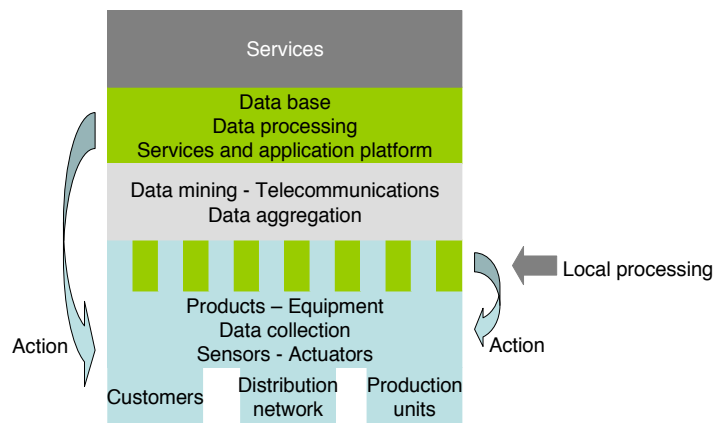 Services
Data base
Data processing
Services and application platform
Data mining - Telecommunications
Data aggregation
Local processing
Products – Equipment
Data collection
Sensors - Actuators
Action
Action
Customers
Distribution
network
Production
units